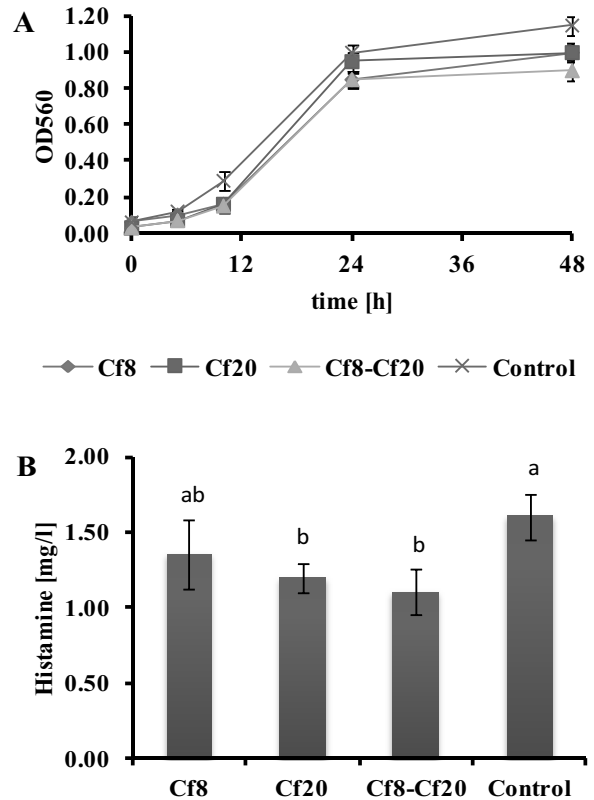 A
1.20
1.00
0.80
0.60
0.40
0.20
0.00
OD560
0 12 24 36 48
time [h]
Cf8 Cf20 Cf8-Cf20 Control
B
2.00
1.50
1.00
0.50
0.00
Histamine [mg/l]
ab b b a
Cf8 Cf20 Cf8-Cf20 Control